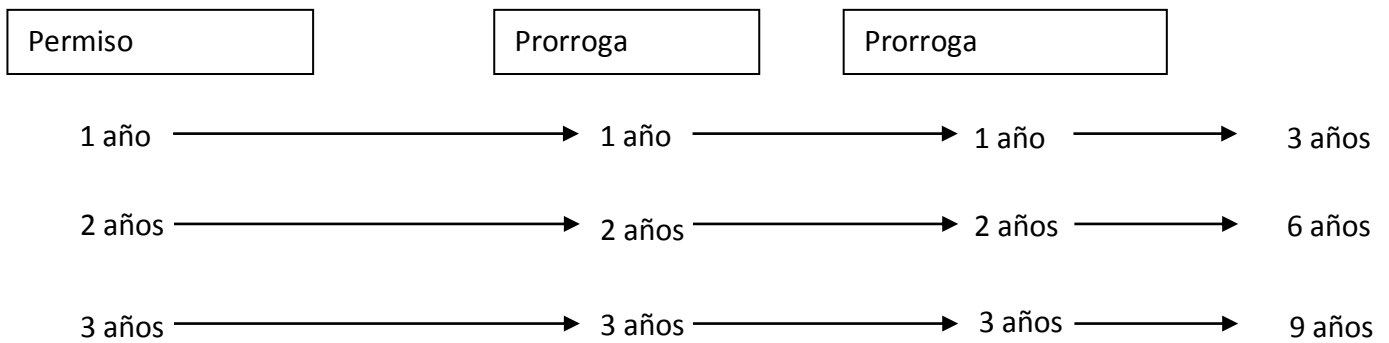 Permiso Prorroga Prorroga
1 año 1 año 1 año 3 años
2 años 2 años 2 años 6 años
3 años 3 años 3 años 9 años